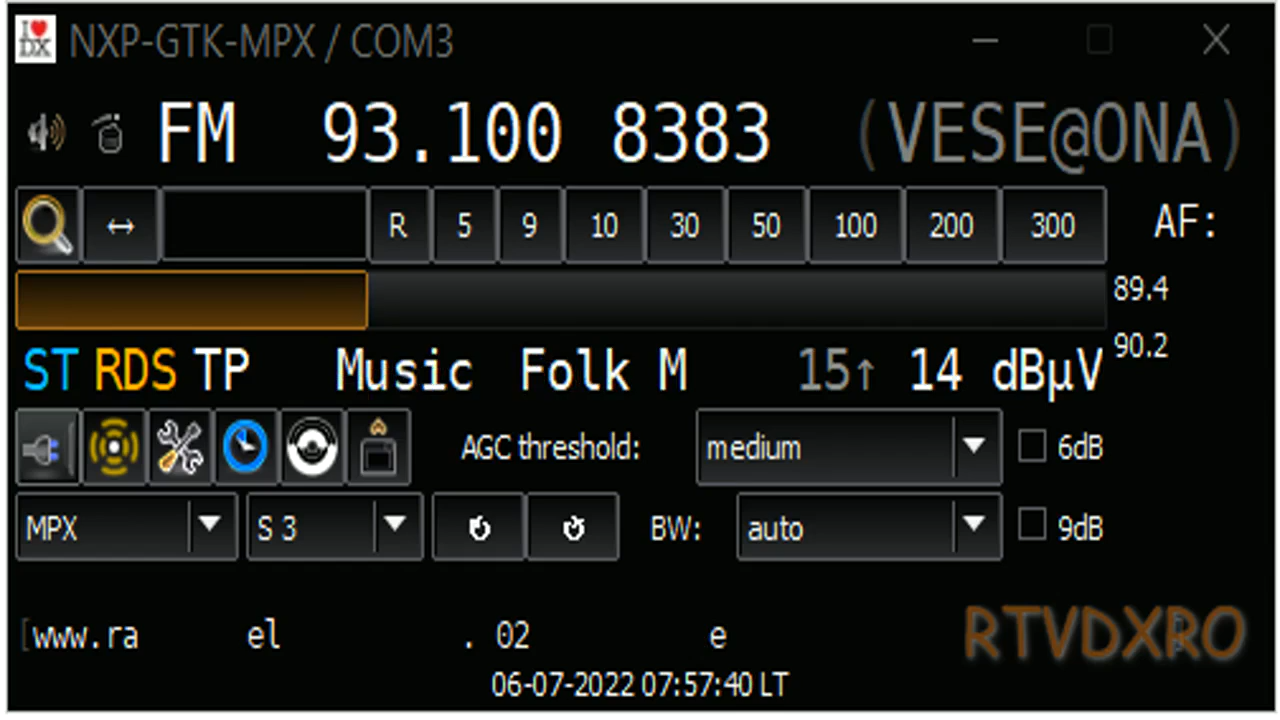 I ♥ DX NXP-GTK-MPX / COM3
FM 93.100 8383 (VESE@ONA)
↔ R 5 9 10 30 50 100 200 300 AF:
89.4
90.2
ST RDS TP Music Folk M 15↑ 14 dBµV
AGC threshold: medium 6dB
MPX S 3 BW: auto 9dB
[www.ra el . 02 e
RTVDXRO
06-07-2022 07:57:40 LT